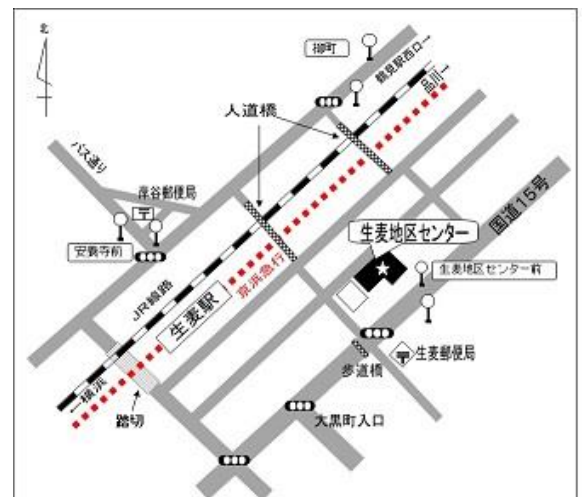 北
柳町
鶴見駅西口→
品川→
人道橋
バス通り
岸谷郵便局
安養寺前
国道15号
生麦地区センター
生麦地区センター前
JR線路
生麦駅
京浜急行
生麦郵便局
歩道橋
←横浜
踏切
大黒町入口